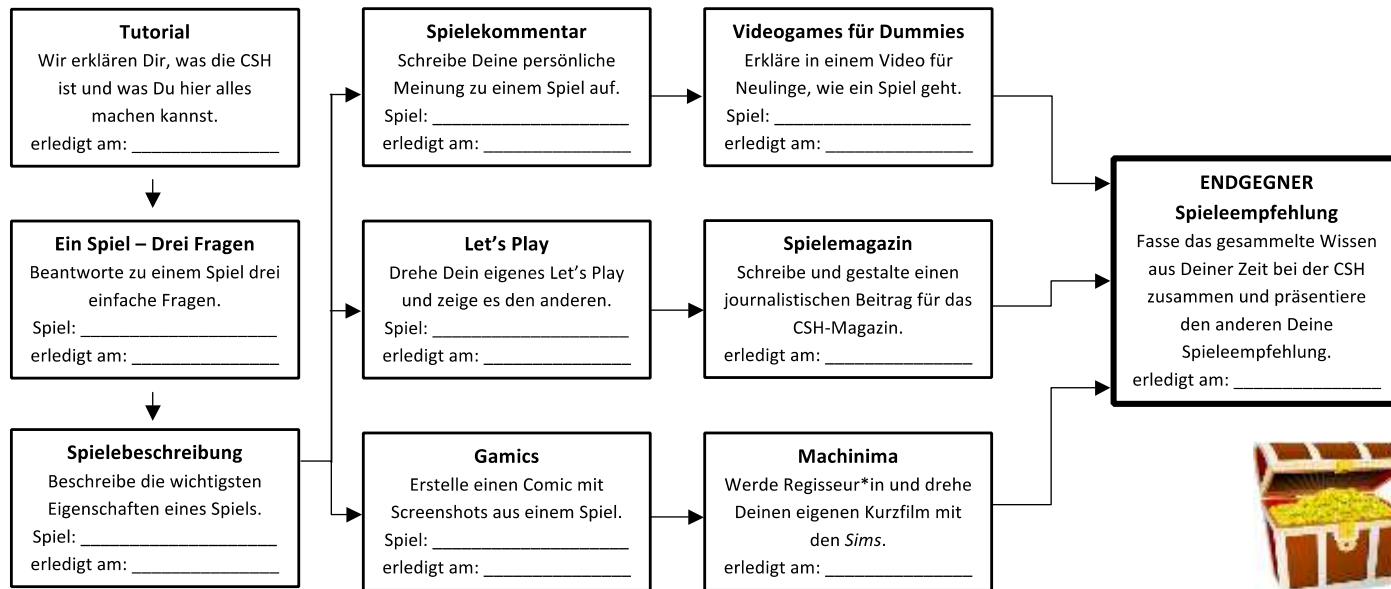 Tutorial
Wir erklären Dir, was die CSH
ist und was Du hier alles
machen kannst.
erledigt am: _______________
Ein Spiel – Drei Fragen
Beantworte zu einem Spiel drei
einfache Fragen.
Spiel: ____________________
erledigt am: _______________
Spielebeschreibung
Beschreibe die wichtigsten
Eigenschaften eines Spiels.
Spiel: ____________________
erledigt am: _______________
Spielekommentar
Schreibe Deine persönliche
Meinung zu einem Spiel auf.
Spiel: ____________________
erledigt am: _______________
Let’s Play
Drehe Dein eigenes Let’s Play
und zeige es den anderen.
Spiel: ____________________
erledigt am: _______________
Gamics
Erstelle einen Comic mit
Screenshots aus einem Spiel.
Spiel: ____________________
erledigt am: _______________
Videogames für Dummies
Erkläre in einem Video für
Neulinge, wie ein Spiel geht.
Spiel: ____________________
erledigt am: _______________
Spielemagazin
Schreibe und gestalte einen
journalistischen Beitrag für das
CSH-Magazin.
erledigt am: _______________
Machinima
Werde Regisseur*in und drehe
Deinen eigenen Kurzfilm mit
den Sims.
erledigt am: _______________
ENDGEGNER
Spieleempfehlung
Fasse das gesammelte Wissen
aus Deiner Zeit bei der CSH
zusammen und präsentiere
den anderen Deine
Spieleempfehlung.
erledigt am: _______________